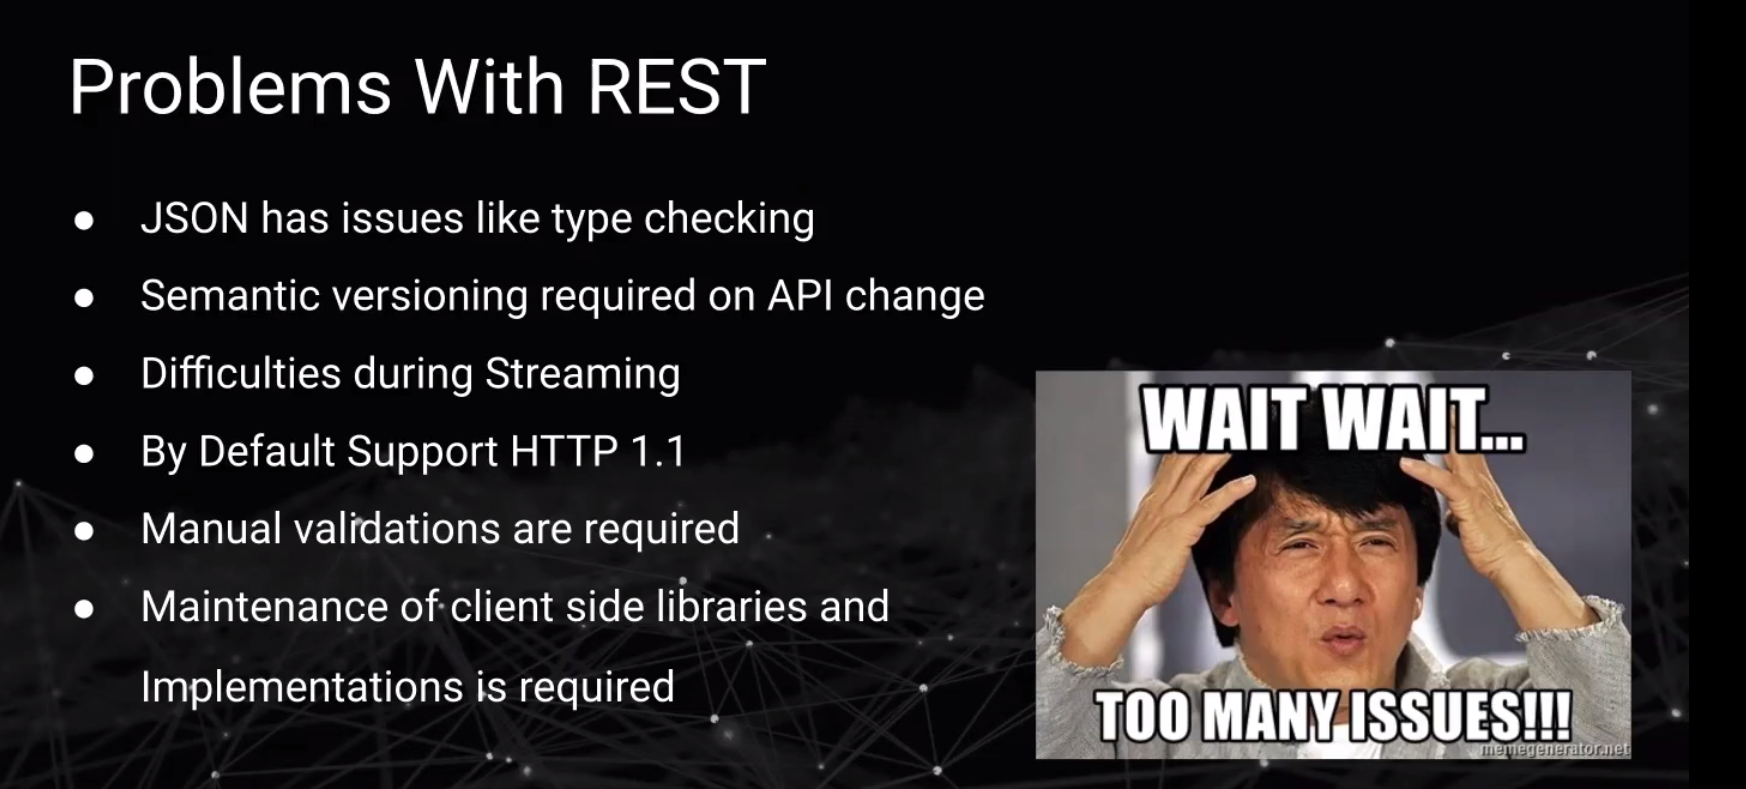 Problems With REST
● JSON has issues like type checking
● Semantic versioning required on API change
● Difficulties during Streaming
● By Default Support HTTP 1.1
● Manual validations are required
● Maintenance of client side libraries and
Implementations is required
WAIT WAIT...
TOO MANY ISSUES!!!
memegenerator.net